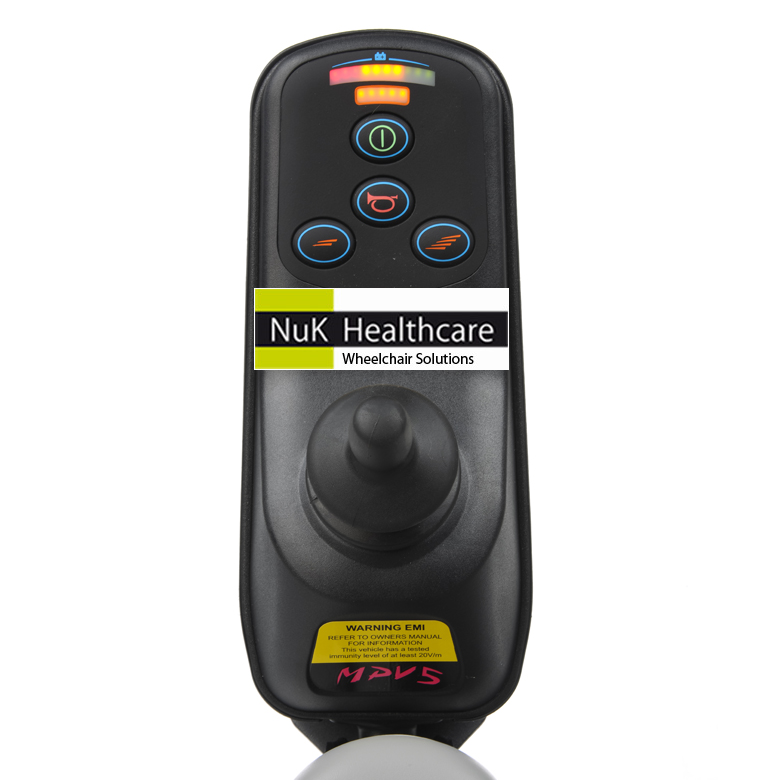 NuK Healthcare
Wheelchair Solutions
WARNING EMI
REFER TO OWNERS MANUAL
FOR INFORMATION
This vehicle has a tested
immunity level of at least 20V/m
MPV5